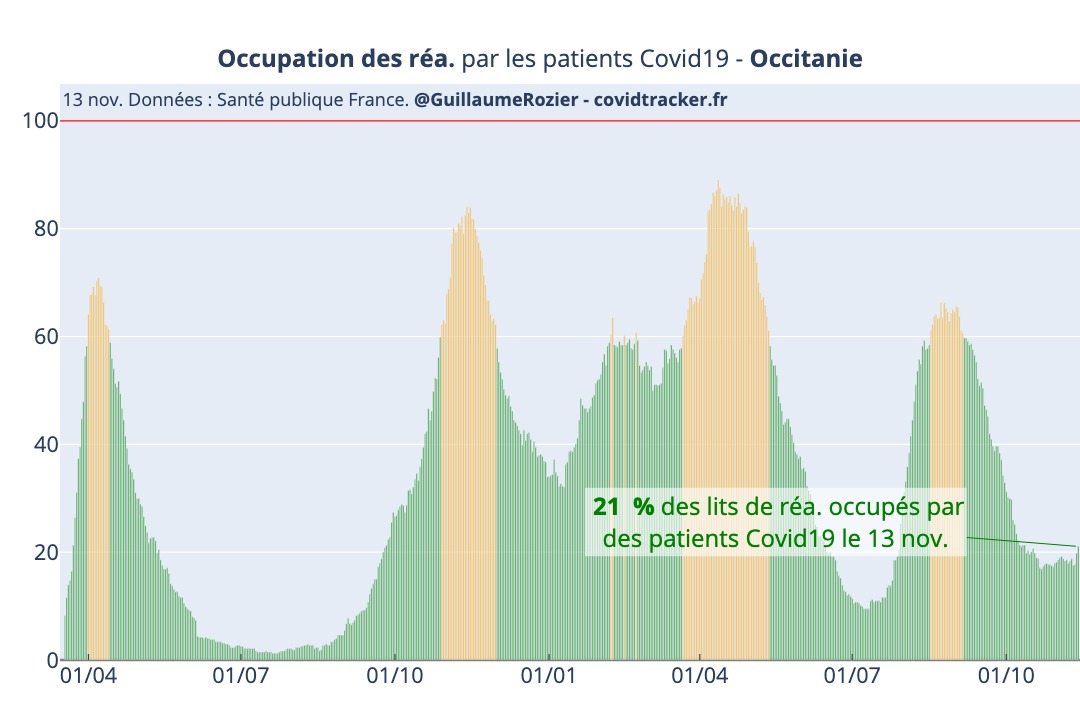 Occupation des réa. par les patients Covid19 - Occitanie
13 nov. Données : Santé publique France. @GuillaumeRozier - covidtracker.fr
100
80
60
40
20
0
21 % des lits de réa. occupés par
des patients Covid19 le 13 nov.
01/04 01/07 01/10 01/01 01/04 01/07 01/10